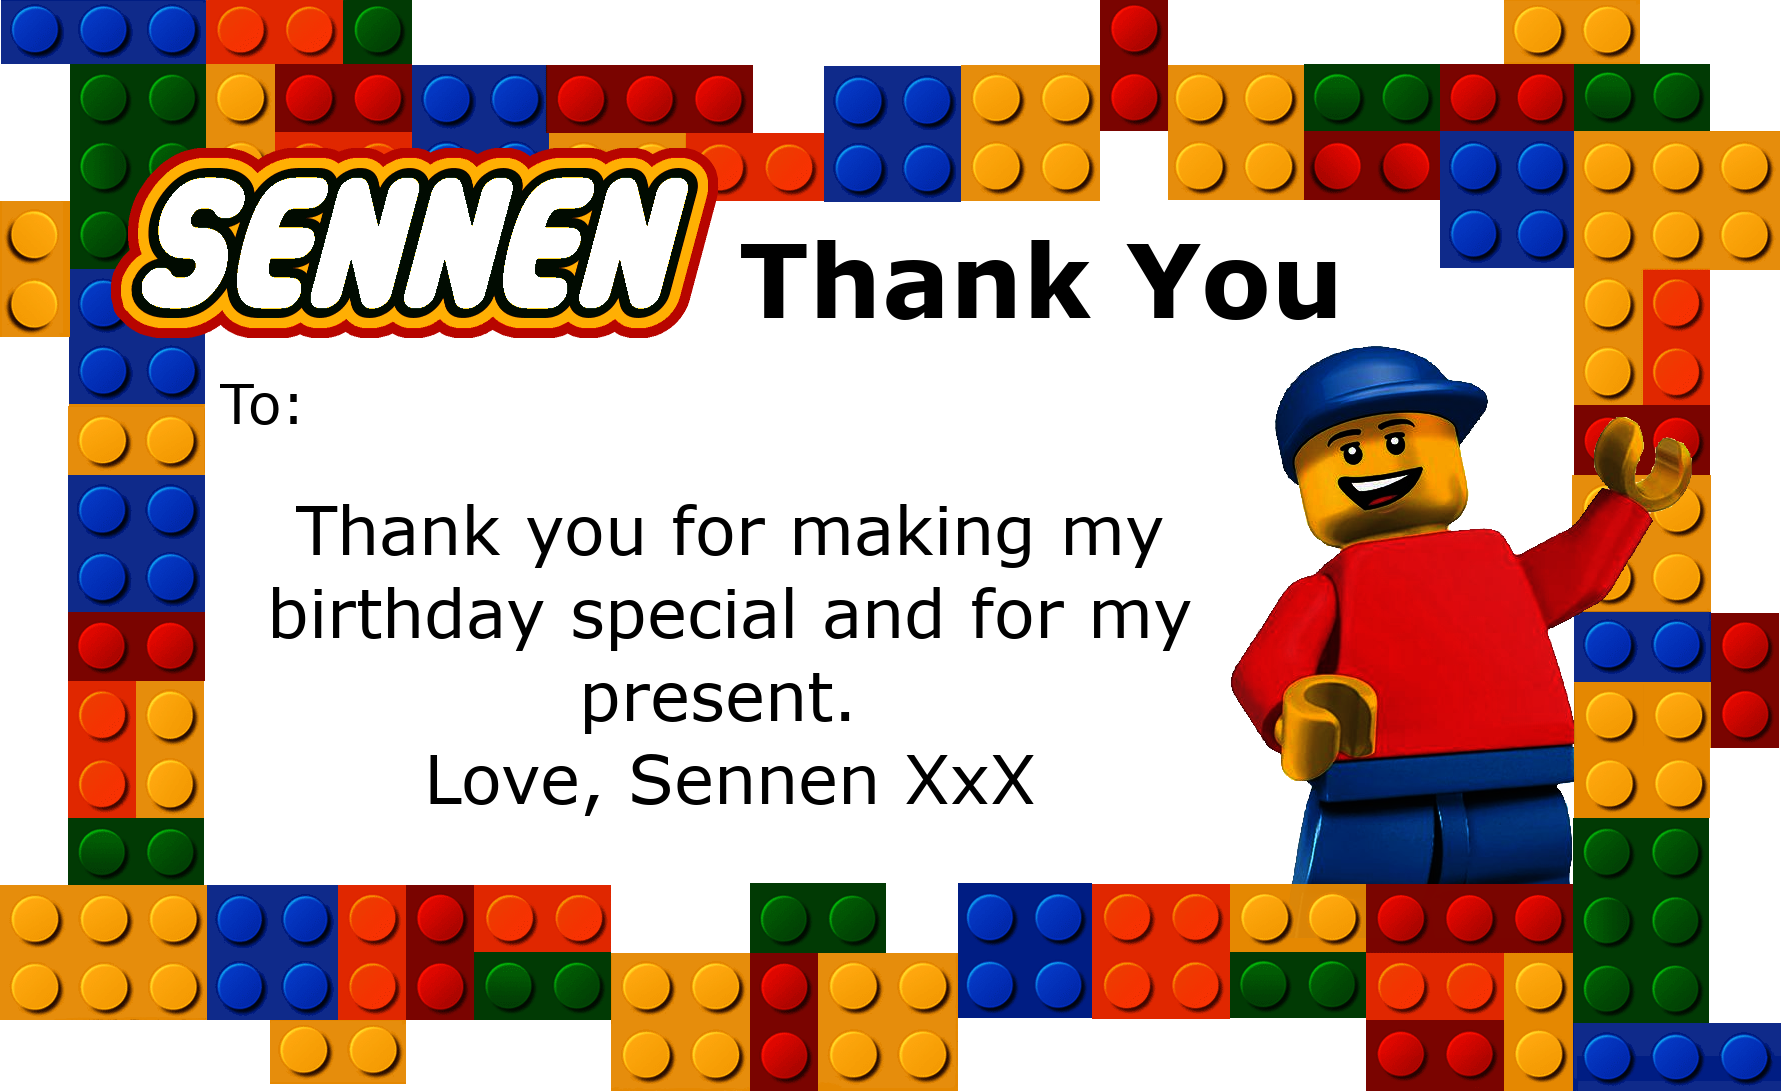 SENNEN Thank You
To:
Thank you for making my
birthday special and for my
present.
Love, Sennen XxX